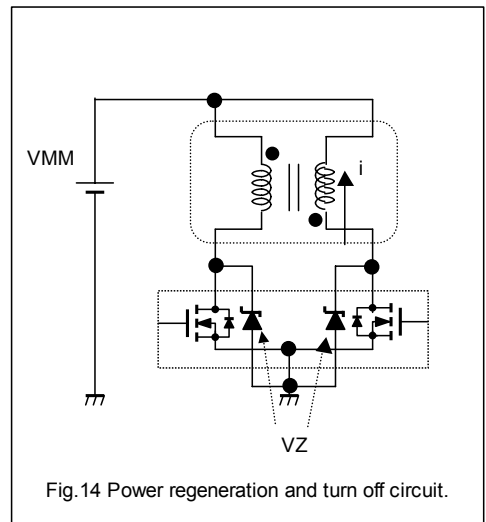 VMM
i
VZ
Fig.14 Power regeneration and turn off circuit.